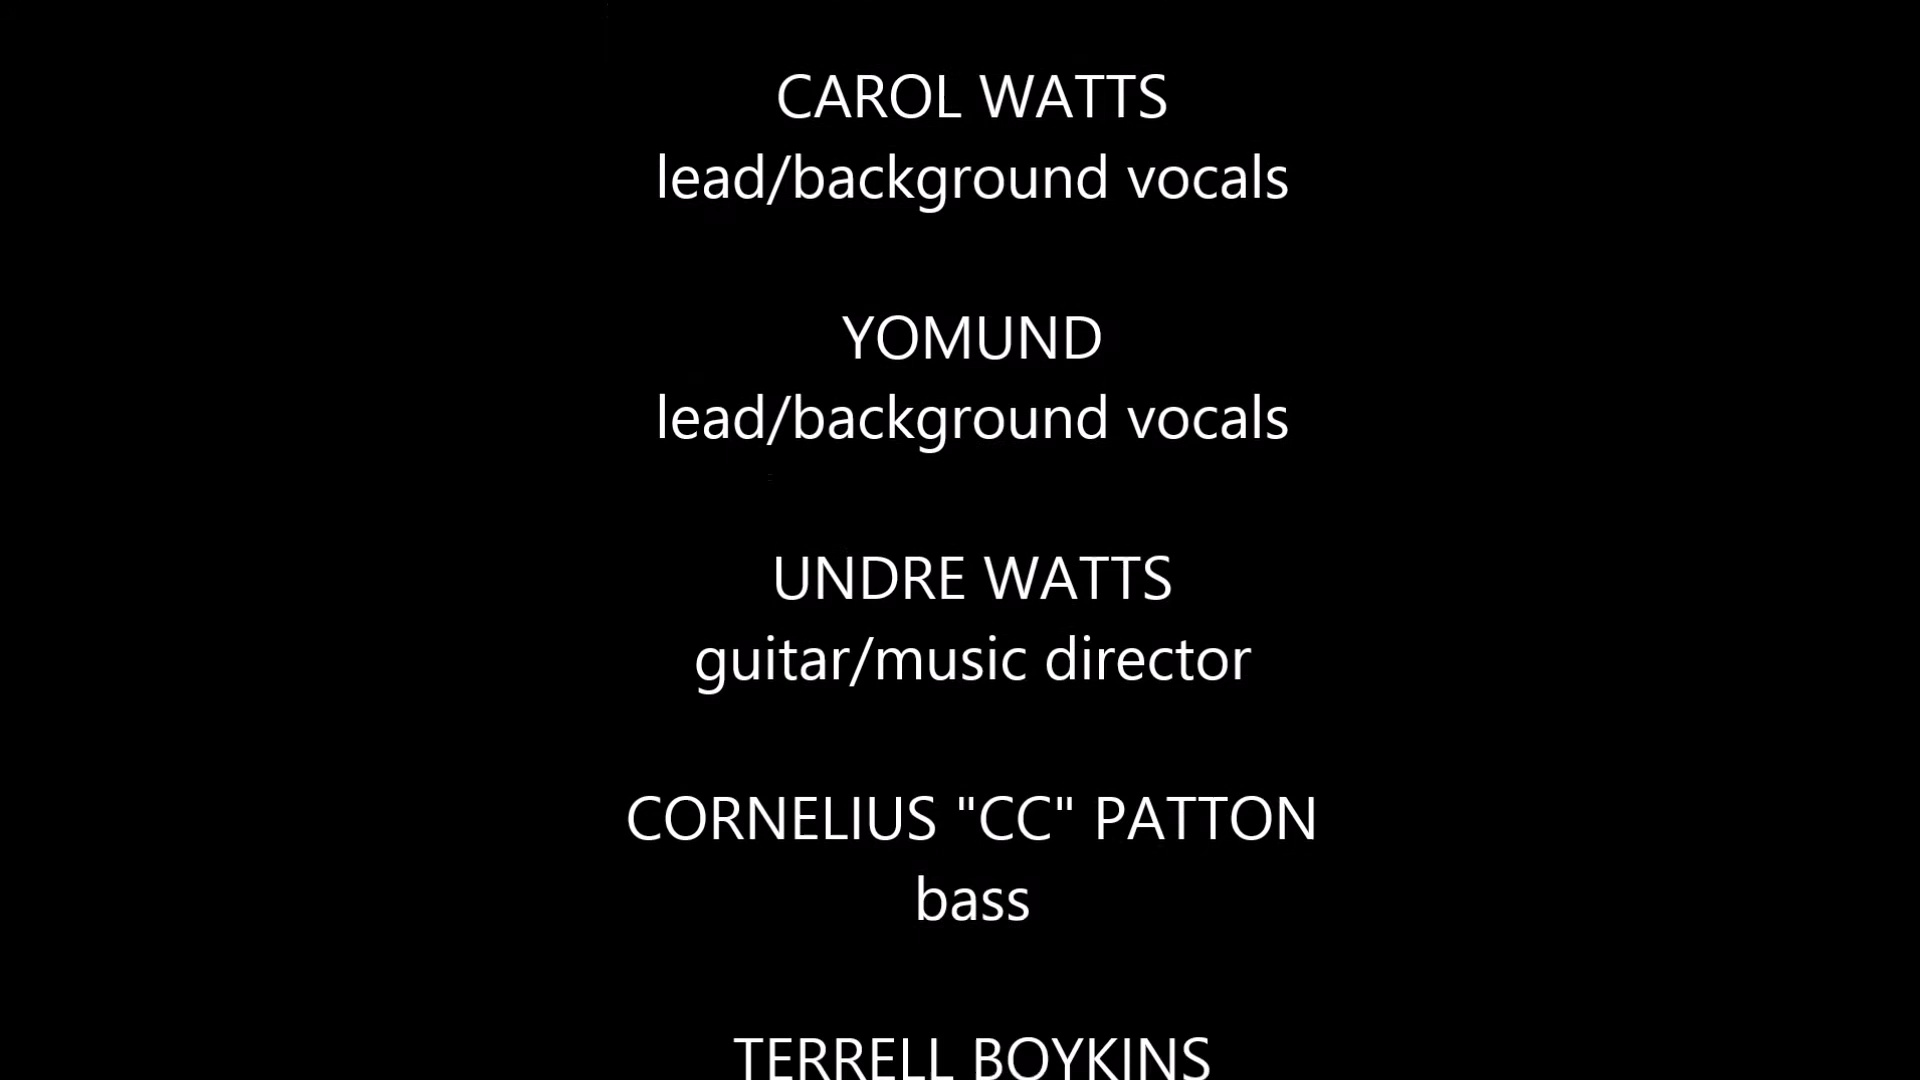 CAROL WATTS
lead/background vocals
YOMUND
lead/background vocals
UNDRE WATTS
guitar/music director
CORNELIUS "CC" PATTON
bass
TERRELL BOYKINS